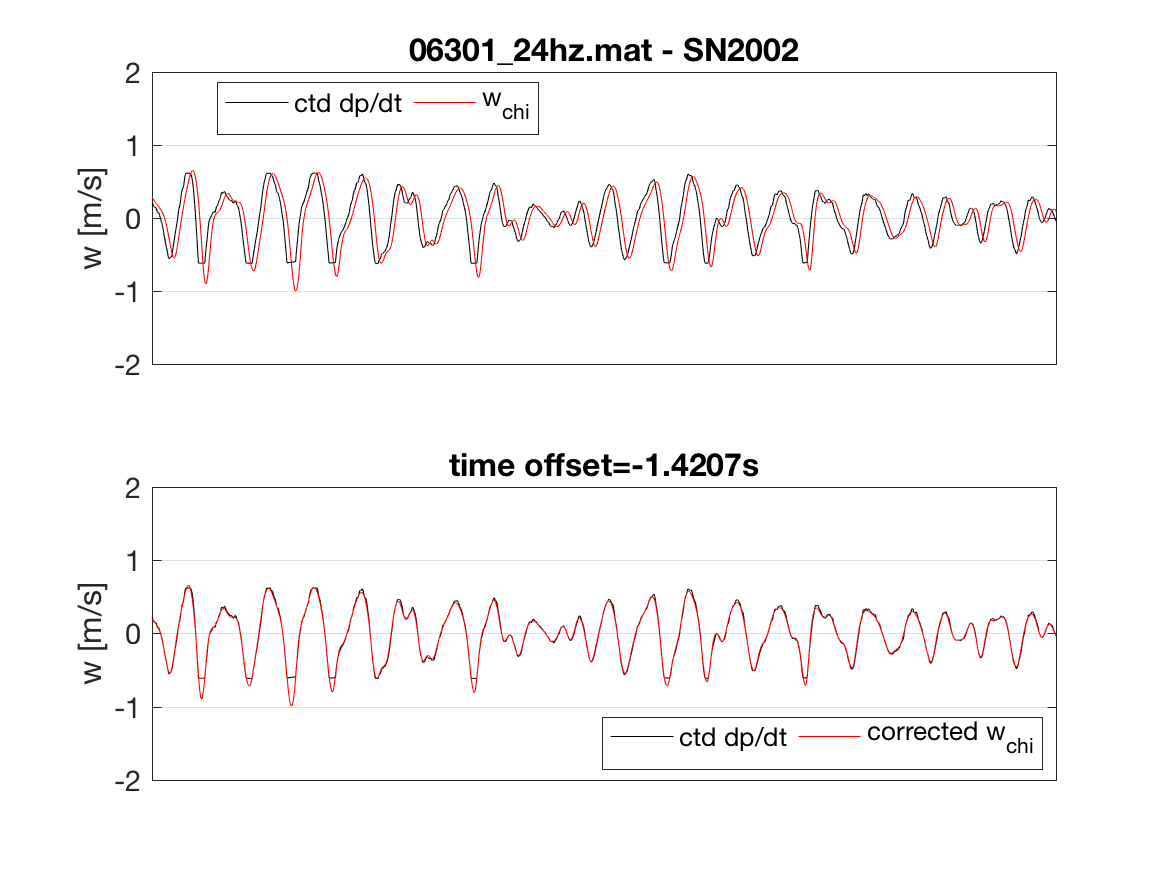 06301_24hz.mat - SN2002
2
ctd dp/dt w_chi
1
w [m/s]
0
-1
-2
time offset=-1.4207s
2
1
w [m/s]
0
-1
ctd dp/dt corrected w_chi
-2